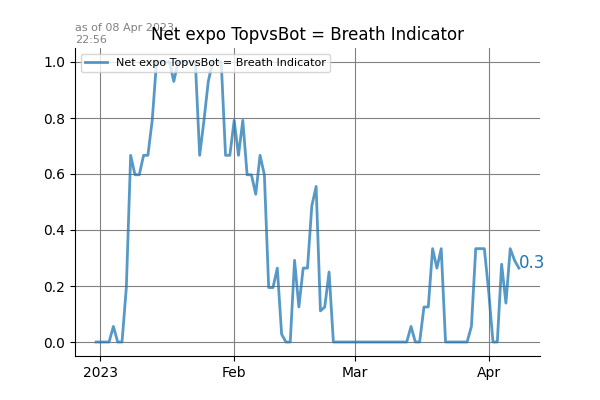 as of 08 Apr 2023
22:56
Net expo TopvsBot = Breath Indicator
Net expo TopvsBot = Breath Indicator
1.0
0.8
0.6
0.4
0.2
0.0
0.3
2023
Feb
Mar
Apr